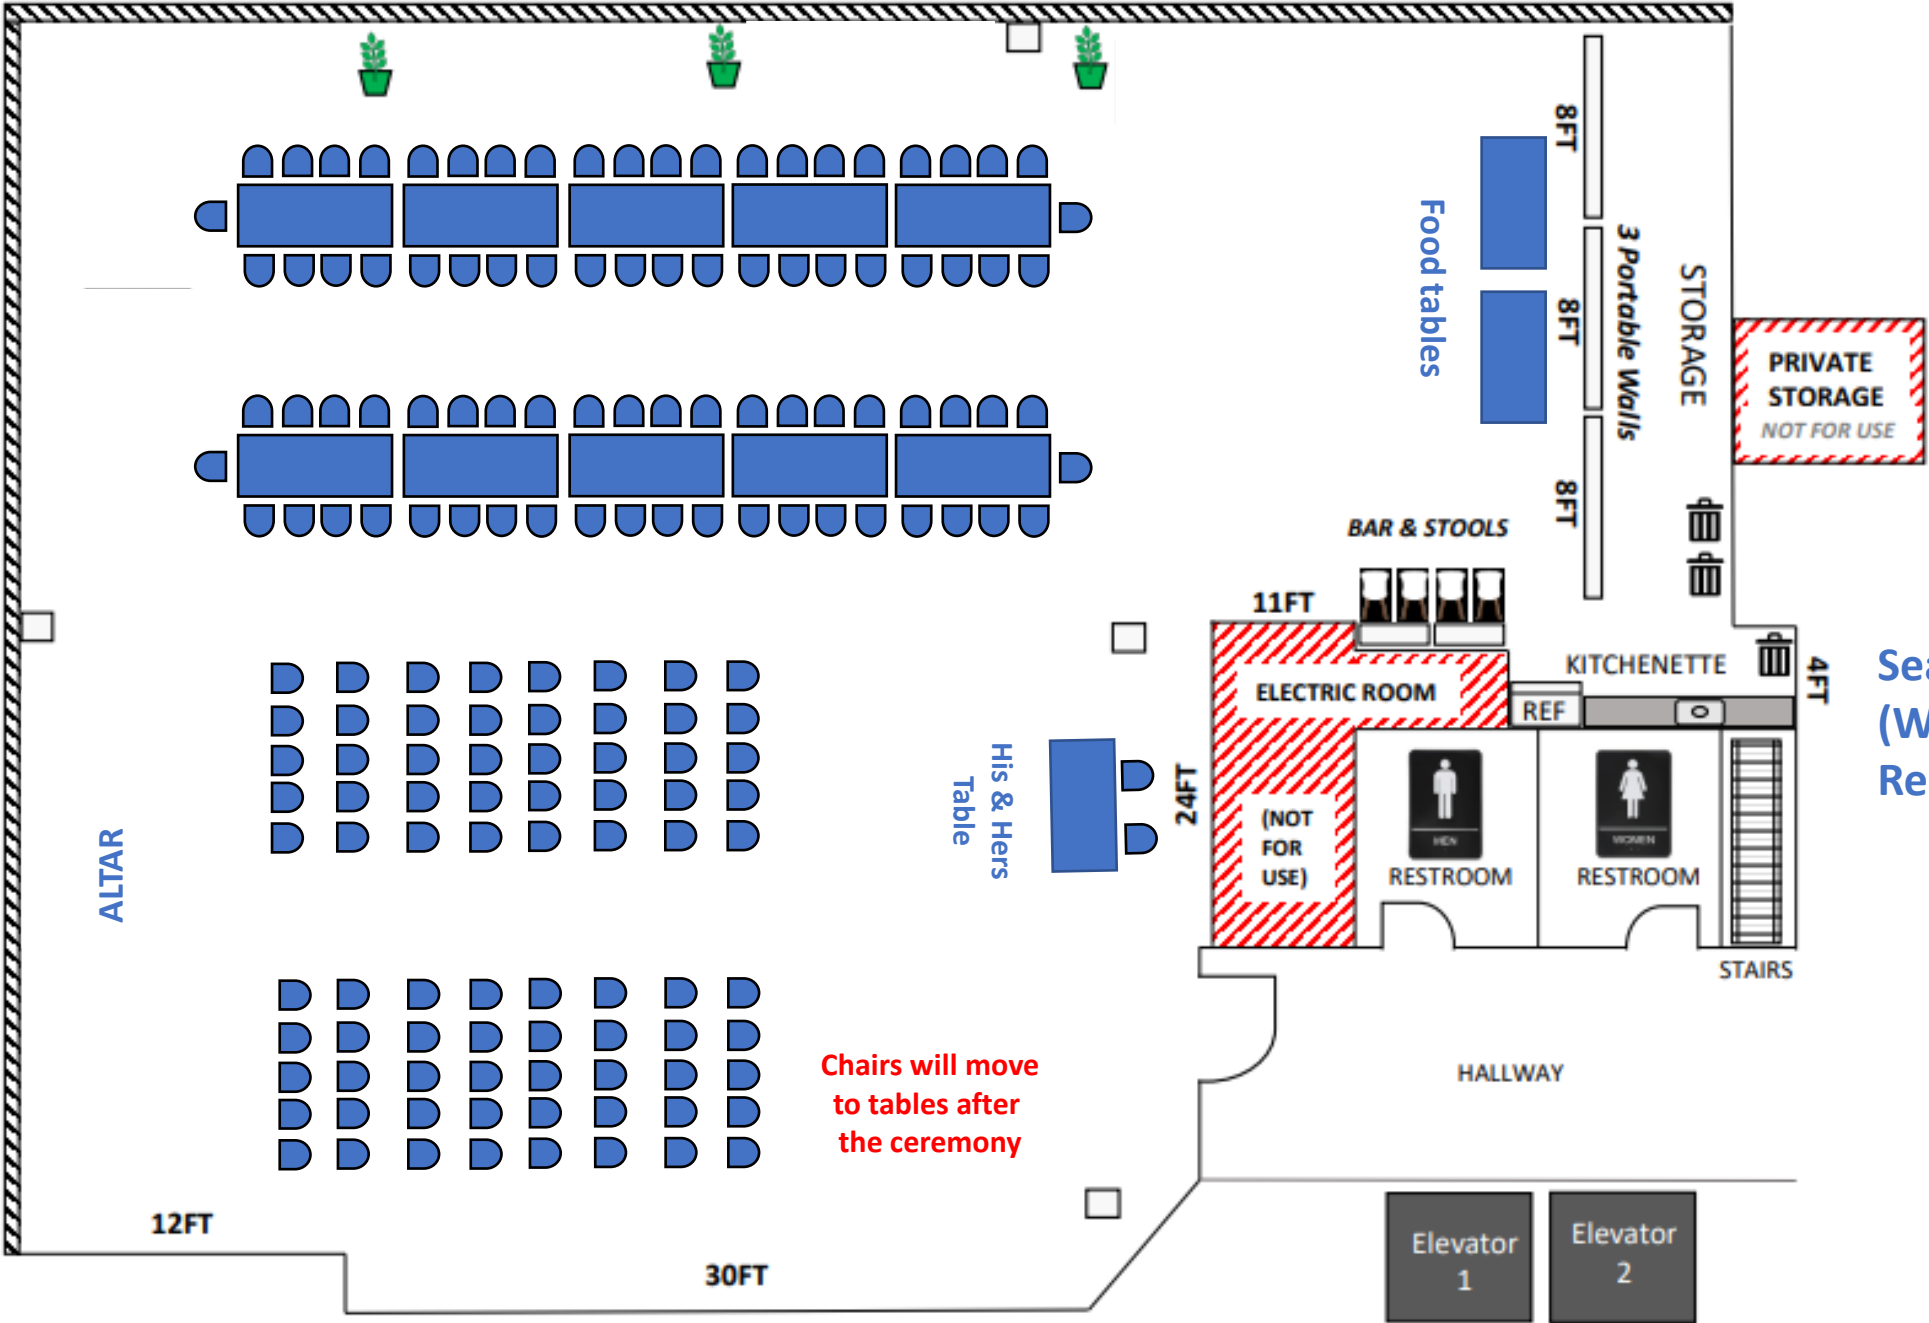 8FT
Food tables
8FT
3 Portable Walls
STORAGE
PRIVATE
STORAGE
NOT FOR USE
8FT
BAR & STOOLS
11FT
KITCHENETTE
4FT
ELECTRIC ROOM
REF
His & Hers
Table
24FT
(NOT
FOR
USE)
MEN
RESTROOM
WOMEN
RESTROOM
ALTAR
STAIRS
Chairs will move
to tables after
the ceremony
HALLWAY
12FT
30FT
Elevator
1
Elevator
2